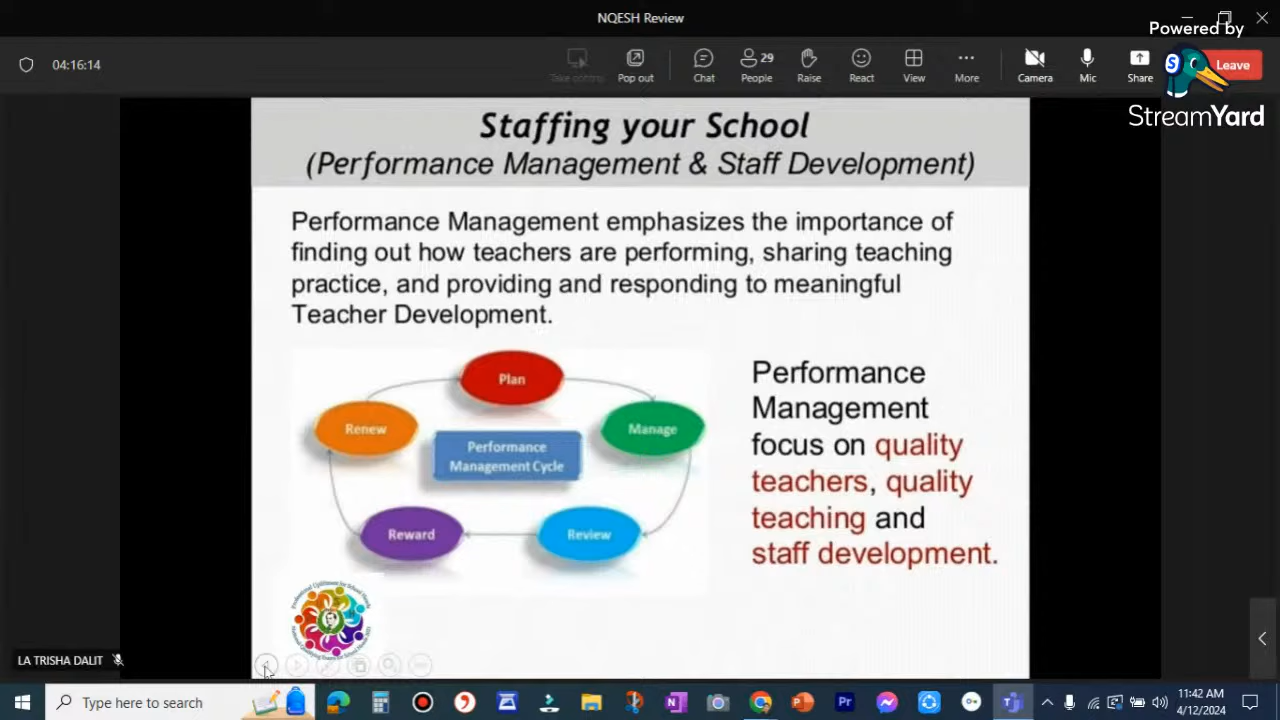 NQESH Review
Powered by
StreamYard
04:16:14
Take control
Pop out
Chat
29
People
Raise
React
View
More
Camera
Mic
Share
Leave
Staffing your School
(Performance Management & Staff Development)
Performance Management emphasizes the importance of
finding out how teachers are performing, sharing teaching
practice, and providing and responding to meaningful
Teacher Development.
Plan
Renew
Manage
Performance
Management Cycle
Reward
Review
Performance
Management
focus on quality
teachers, quality
teaching and
staff development.
LA TRISHA DALIT
Type here to search
11:42 AM
4/12/2024